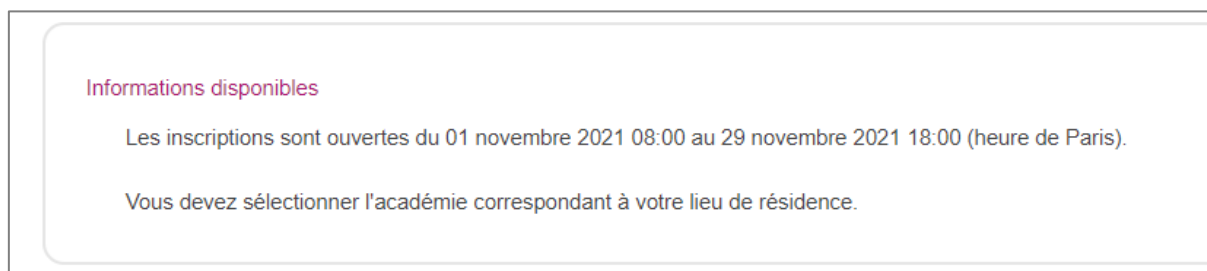 Informations disponibles
Les inscriptions sont ouvertes du 01 novembre 2021 08:00 au 29 novembre 2021 18:00 (heure de Paris).
Vous devez sélectionner l'académie correspondant à votre lieu de résidence.